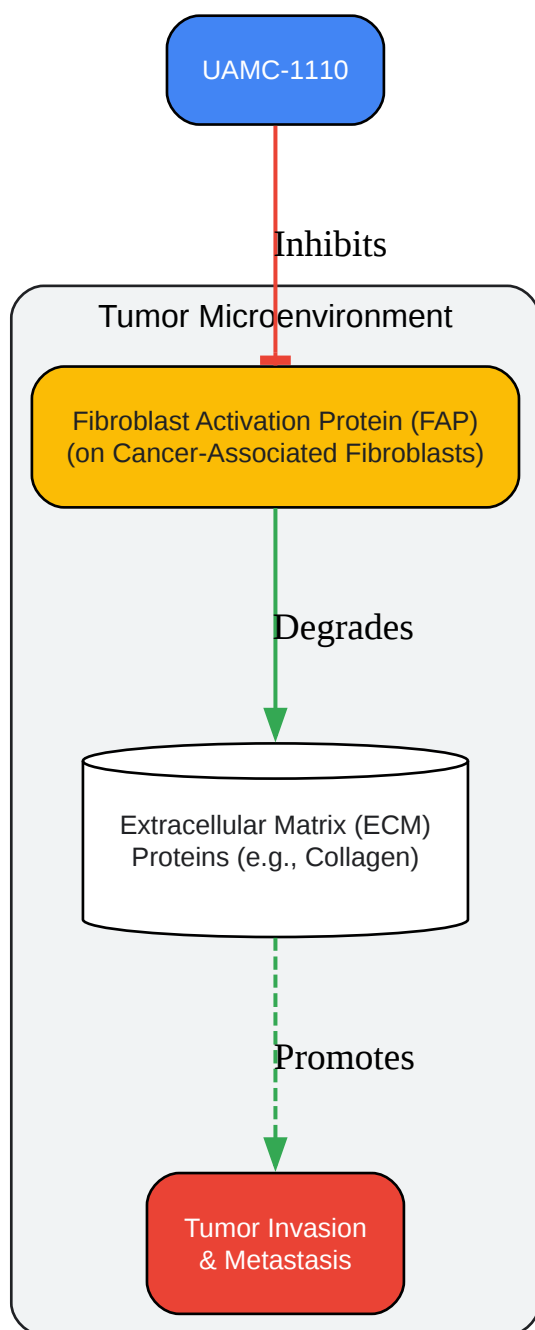 UAMC-1110
Inhibits
Tumor Microenvironment
Fibroblast Activation Protein (FAP)
(on Cancer-Associated Fibroblasts)
Degrades
Extracellular Matrix (ECM)
Proteins (e.g., Collagen)
Promotes
Tumor Invasion
& Metastasis